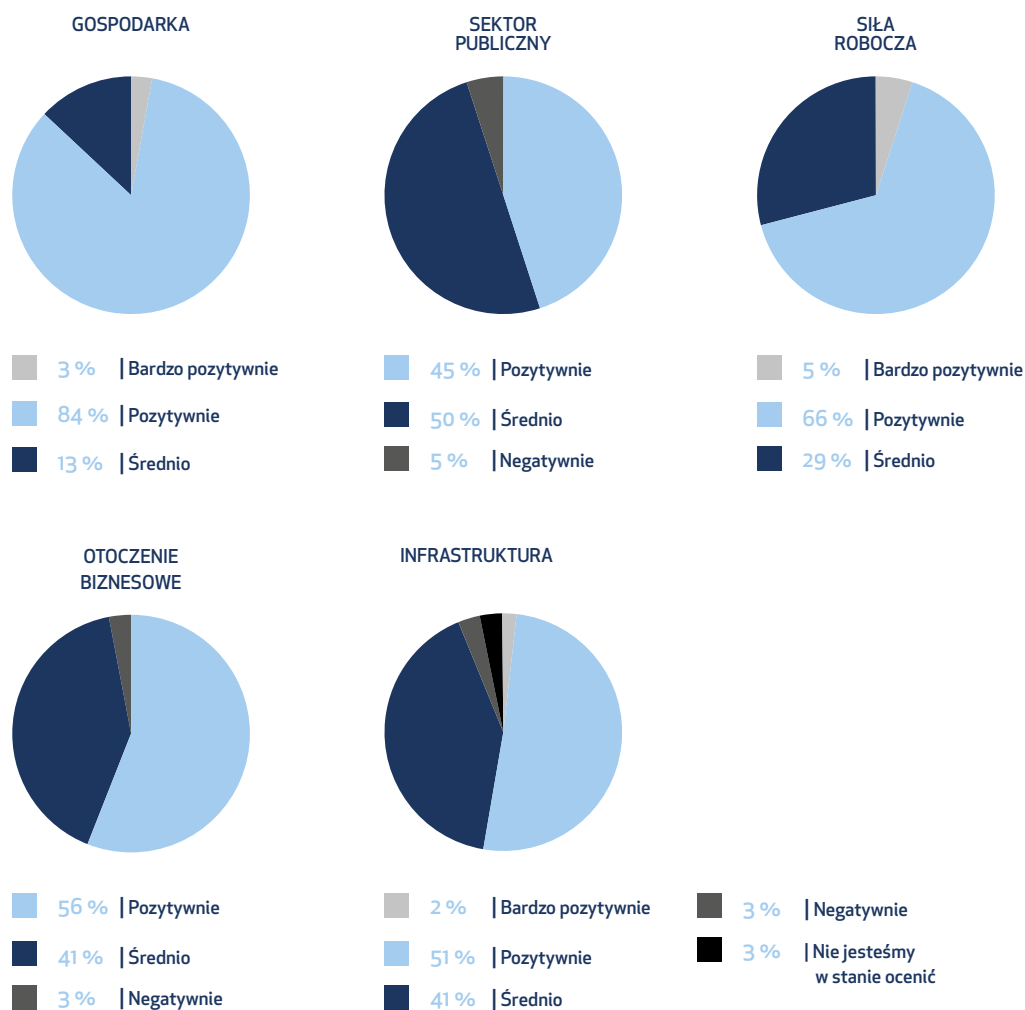 GOSPODARKA
3 % | Bardzo pozytywnie
84 % | Pozytywnie
13 % | Średnio
SEKTOR
PUBLICZNY
45 % | Pozytywnie
50 % | Średnio
5 % | Negatywnie
SIŁA
ROBOCZA
5 % | Bardzo pozytywnie
66 % | Pozytywnie
29 % | Średnio
OTOCZENIE
BIZNESOWE
56 % | Pozytywnie
41 % | Średnio
3 % | Negatywnie
INFRASTRUKTURA
2 % | Bardzo pozytywnie
51 % | Pozytywnie
41 % | Średnio
3 % | Negatywnie
3 % | Nie jesteśmy
w stanie ocenić